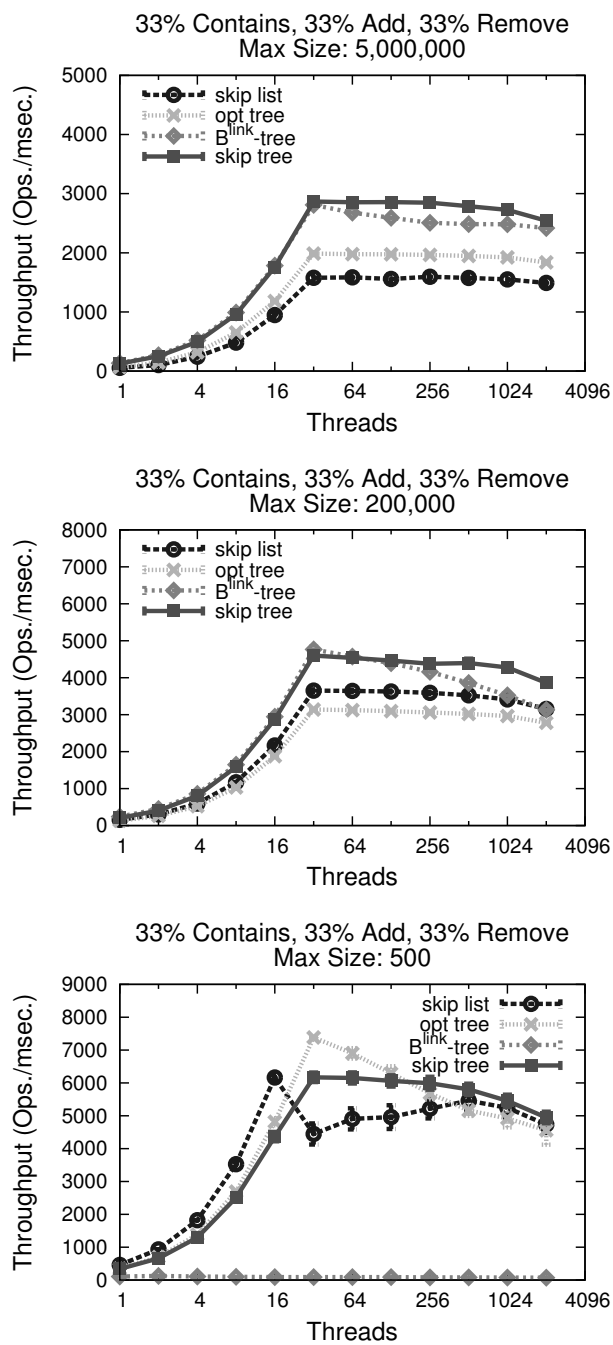 33% Contains, 33% Add, 33% Remove
Max Size: 5,000,000
5000
4000
3000
2000
1000
0
Throughput (Ops./msec.)
skip list
opt tree
B^link-tree
skip tree
1 4 16 64 256 1024 4096
Threads
33% Contains, 33% Add, 33% Remove
Max Size: 200,000
8000
7000
6000
5000
4000
3000
2000
1000
0
Throughput (Ops./msec.)
skip list
opt tree
B^link-tree
skip tree
1 4 16 64 256 1024 4096
Threads
33% Contains, 33% Add, 33% Remove
Max Size: 500
9000
8000
7000
6000
5000
4000
3000
2000
1000
0
Throughput (Ops./msec.)
skip list
opt tree
B^link-tree
skip tree
1 4 16 64 256 1024 4096
Threads